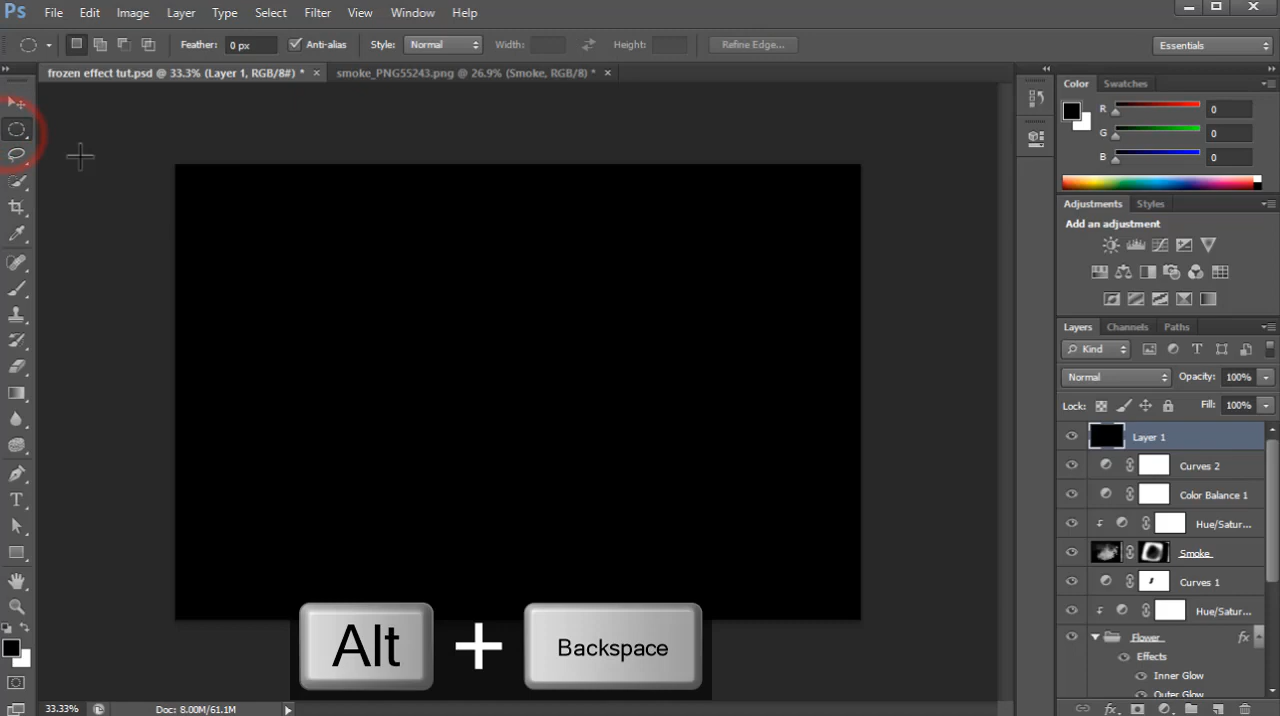 Ps File Edit Image Layer Type Select Filter View Window Help
Feather: 0 px Anti-alias Style: Normal Width: Height: Refine Edge... Essentials
frozen effect tut.psd @ 33.3% (Layer 1, RGB/8#) * × smoke_PNG55243.png @ 26.9% (Smoke, RGB/8) * ×
Color Swatches
R 0
G 0
B 0
Adjustments Styles
Add an adjustment
Layers Channels Paths
Kind
Normal Opacity: 100%
Lock: Fill: 100%
Layer 1
Curves 2
Color Balance 1
Hue/Satur...
Smoke
Curves 1
Hue/Satur...
Flower fx
Effects
Inner Glow
Outer Glow
Alt + Backspace
33.33% Doc: 8.00M/61.1M
fx